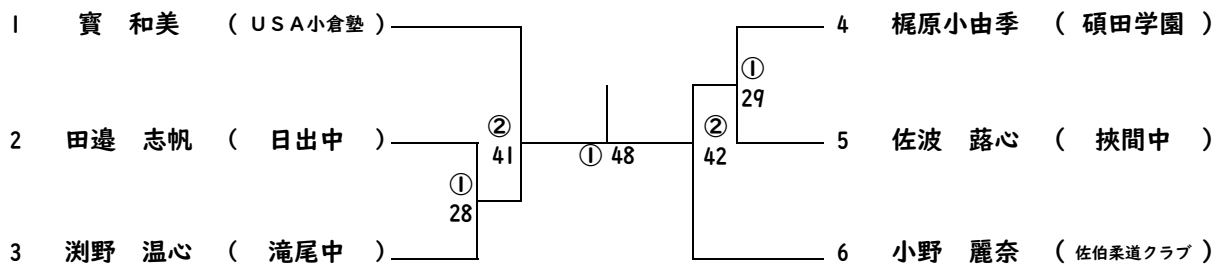 1 寳 和美 ( USA小倉塾 ) 4 梶原小由季 ( 碩田学園 )
① 29
2 田邉 志帆 ( 日出中 ) ② 41 ① 48 ② 42 5 佐波 蕗心 ( 挾間中 )
① 28
3 渕野 温心 ( 滝尾中 ) 6 小野 麗奈 ( 佐伯柔道クラブ )